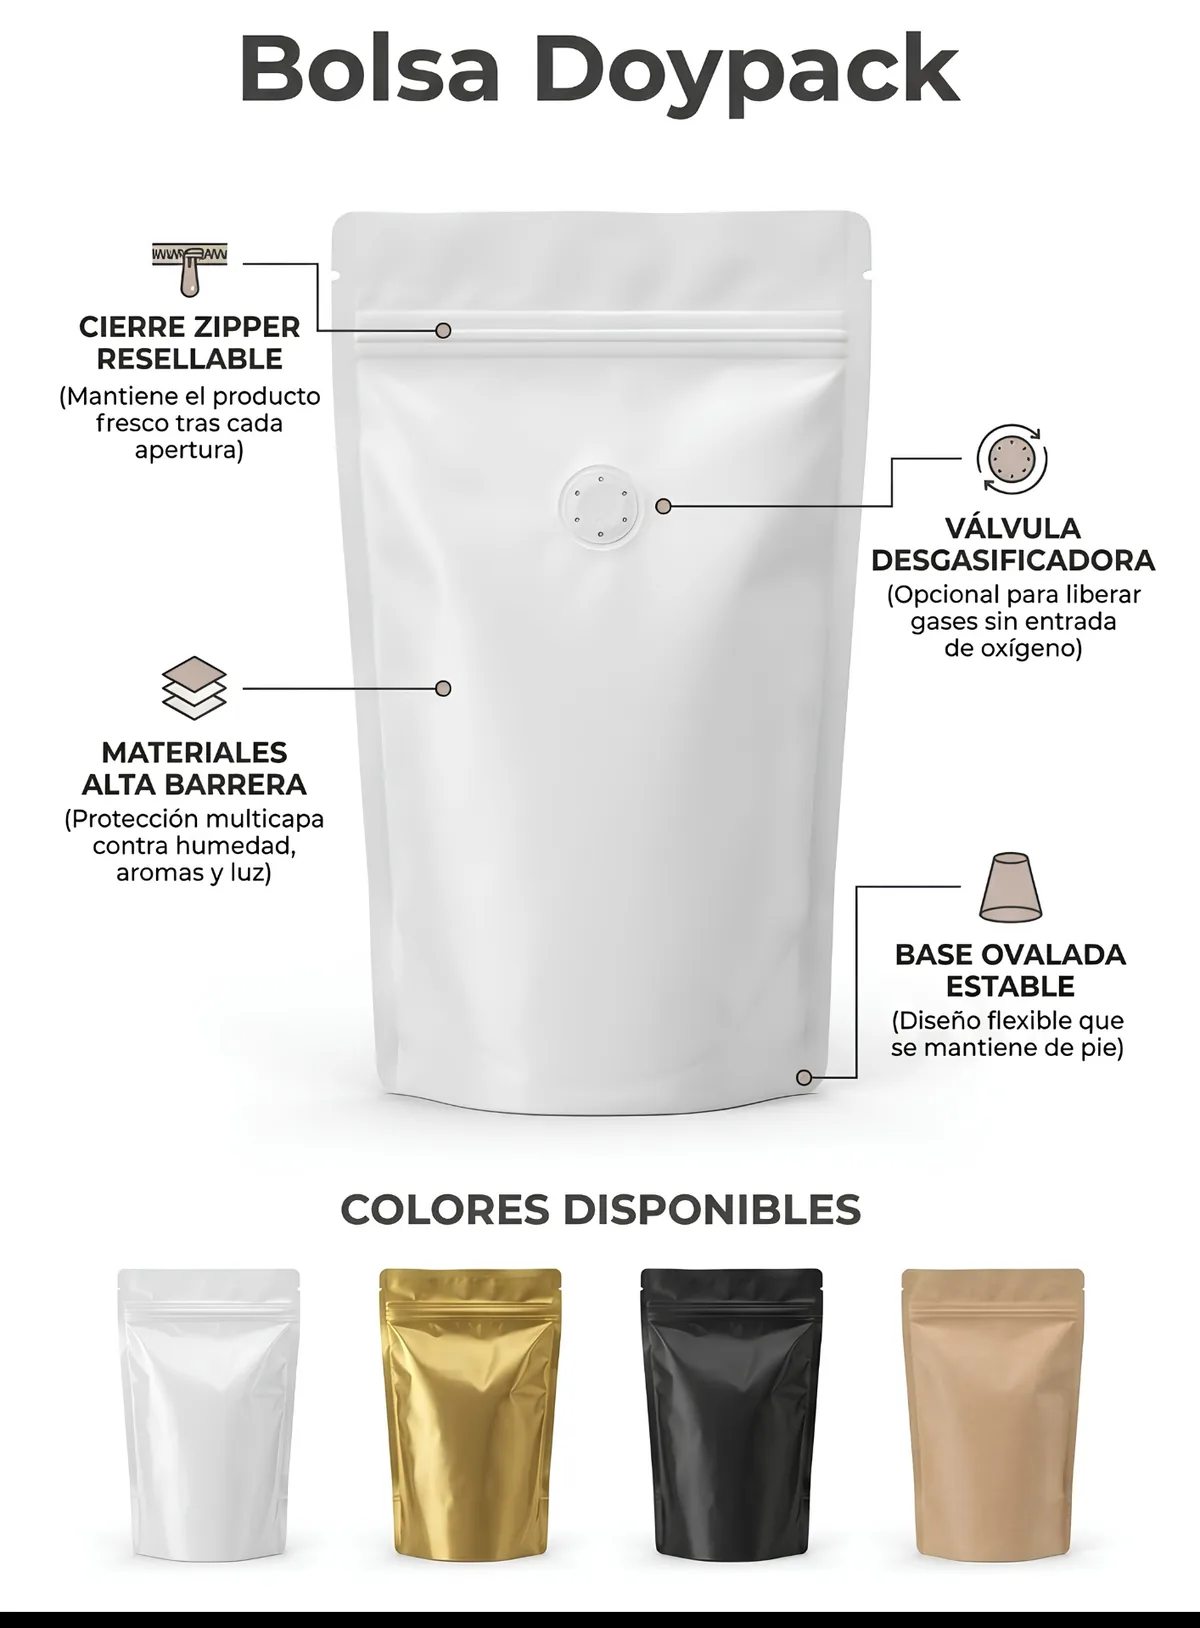 Bolsa Doypack
CIERRE ZIPPER
RESELLABLE
(Mantiene el producto
fresco tras cada
apertura)
VÁLVULA
DESGASIFICADORA
(Opcional para liberar
gases sin entrada
de oxígeno)
MATERIALES
ALTA BARRERA
(Protección multicapa
contra humedad,
aromas y luz)
BASE OVALADA
ESTABLE
(Diseño flexible que
se mantiene de pie)
COLORES DISPONIBLES